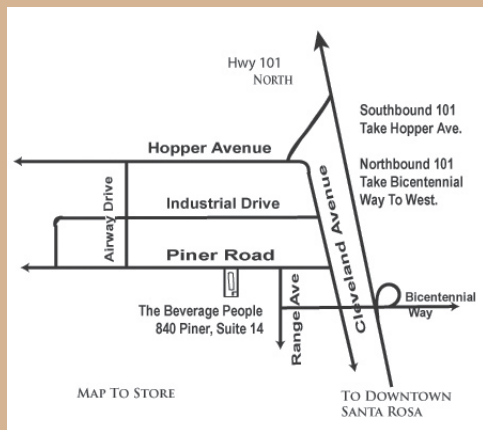 Hwy 101
NORTH
Southbound 101
Take Hopper Ave.
Hopper Avenue
Northbound 101
Take Bicentennial
Way To West.
Airway Drive
Industrial Drive
Cleveland Avenue
Piner Road
The Beverage People
840 Piner, Suite 14
Range Ave
Bicentennial
Way
MAP TO STORE
TO DOWNTOWN
SANTA ROSA